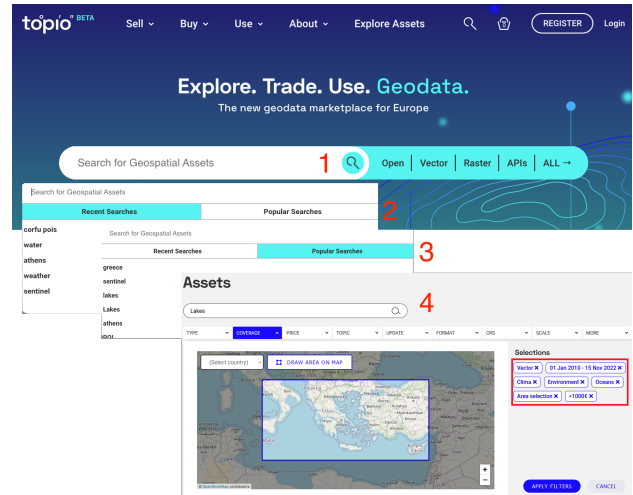 topio BETA
Sell Buy Use About Explore Assets REGISTER Login
Explore. Trade. Use. Geodata.
The new geodata marketplace for Europe
Search for Geospatial Assets 1 Open Vector Raster APIs ALL →
Search for Geospatial Assets
Recent Searches Popular Searches 2
corfu pois
water
athens
weather
sentinel
Search for Geospatial Assets
Recent Searches Popular Searches 3
greece
sentinel
lakes
Lakes
athens
Assets
Lakes 4
TYPE COVERAGE PRICE TOPIC UPDATE FORMAT CRS SCALE MORE
(Select country) DRAW AREA ON MAP
Selections
Vector × 01 Jan 2010 - 15 Nov 2022 ×
Clima × Environment × Oceans ×
Area selection × <1000€ ×
+
−
© OpenStreetMap contributors
APPLY FILTERS CANCEL